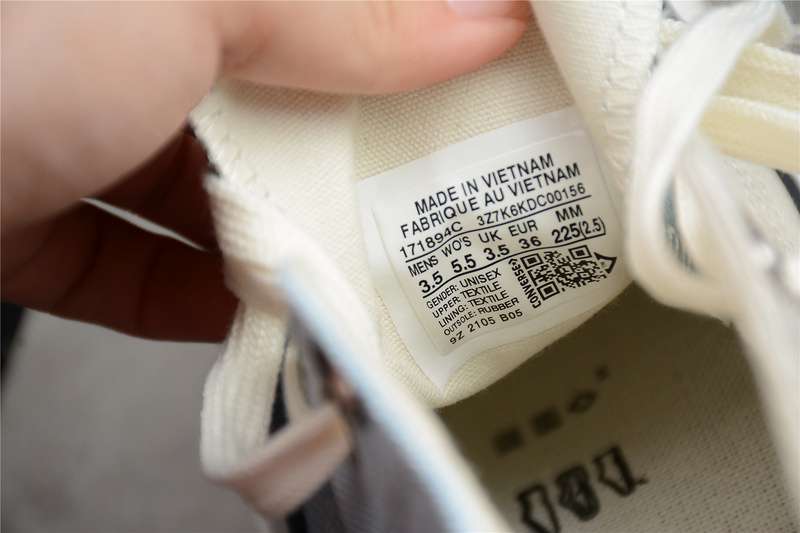 MADE IN VIETNAM
FABRIQUE AU VIETNAM
171894C 3Z7K6KDC00156
MENS WO'S UK EUR MM
3.5 5.5 3.5 36 225(2.5)
GENDER: UNISEX
UPPER: TEXTILE
LINING: TEXTILE
OUTSOLE: RUBBER
9Z 2105 B05
CONVERSE